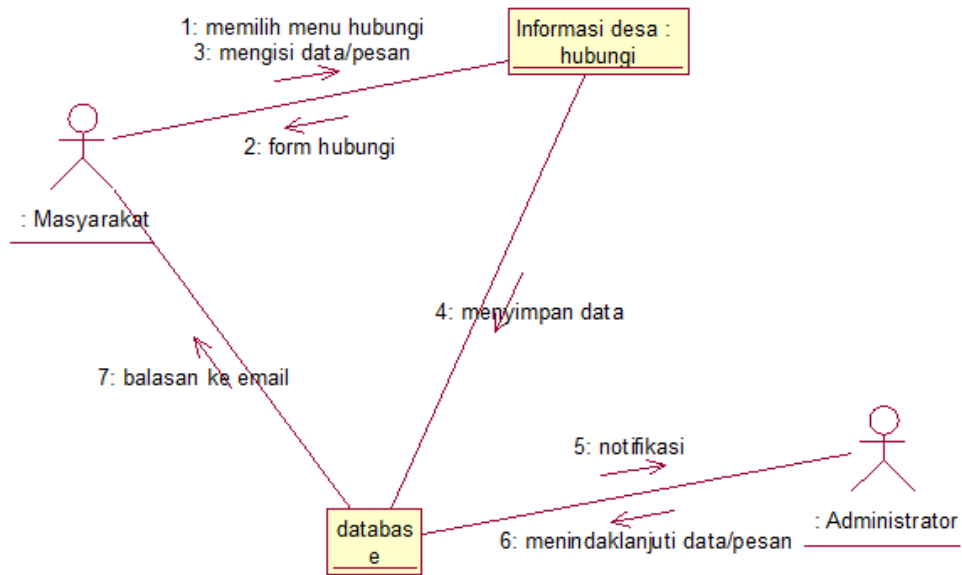 1: memilih menu hubungi
3: mengisi data/pesan
Informasi desa :
hubungi
2: form hubungi
: Masyarakat
4: menyimpan data
7: balasan ke email
5: notifikasi
databas
e
6: menindaklanjuti data/pesan
: Administrator